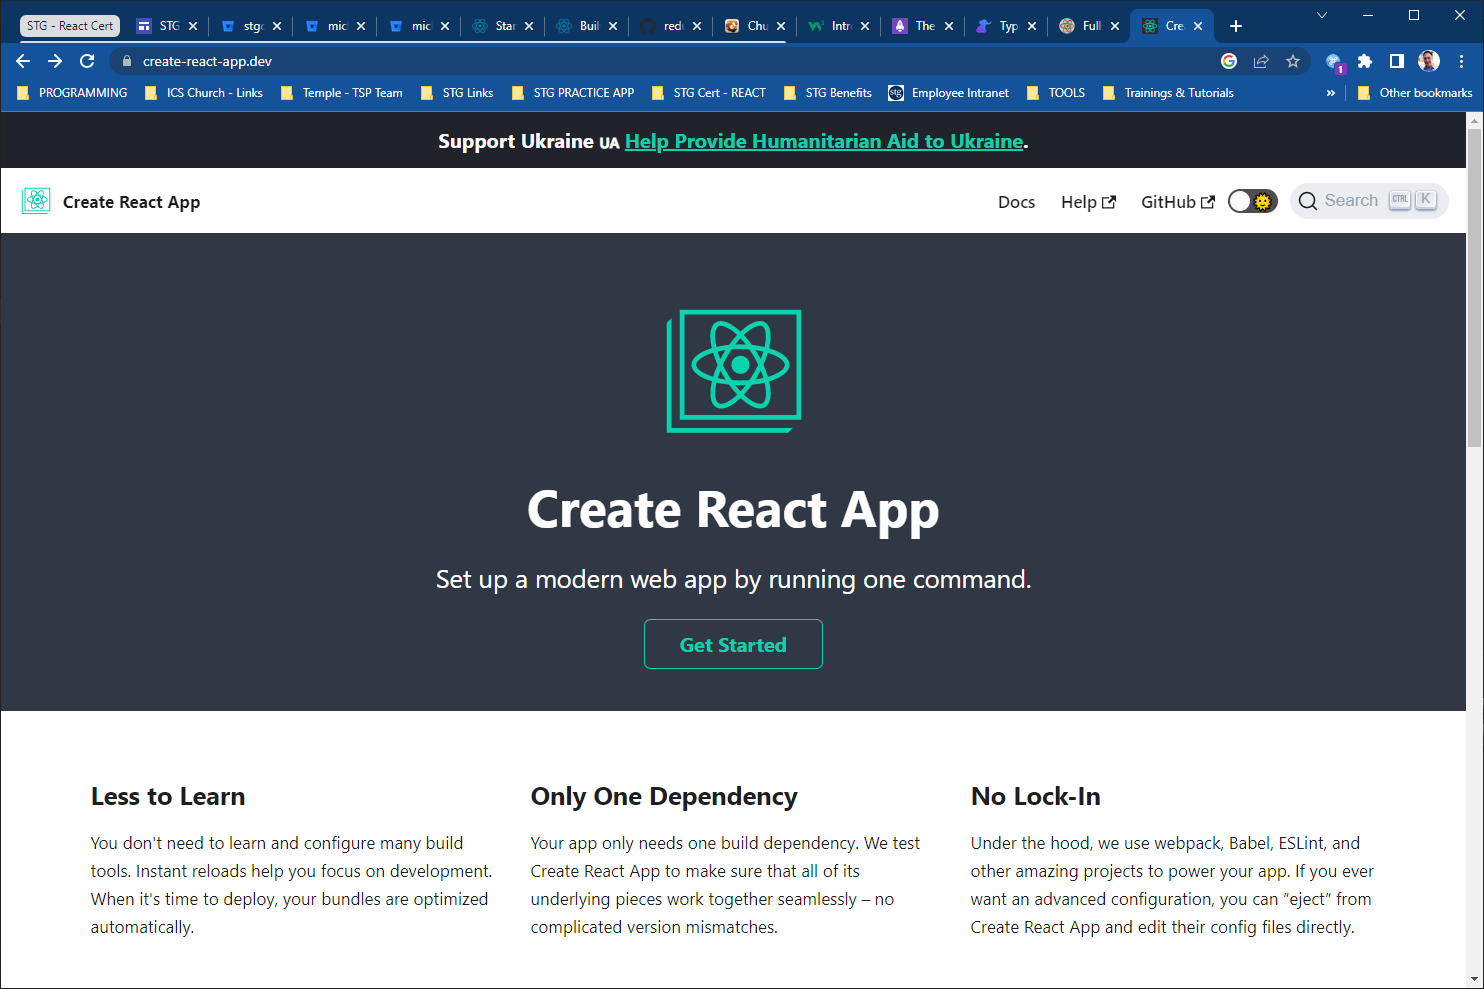 STG - React Cert
STG
stgc
mic
mic
Star
Buil
redu
Chu
Intr
The
Typ
Full
Cre
create-react-app.dev
1
PROGRAMMING
ICS Church - Links
Temple - TSP Team
STG Links
STG PRACTICE APP
STG Cert - REACT
STG Benefits
stg
Employee Intranet
TOOLS
Trainings & Tutorials
»
Other bookmarks
Support Ukraine UA Help Provide Humanitarian Aid to Ukraine.
Create React App
Docs
Help
GitHub
Search
CTRL
K
Create React App
Set up a modern web app by running one command.
Get Started
Less to Learn
You don't need to learn and configure many build
tools. Instant reloads help you focus on development.
When it's time to deploy, your bundles are optimized
automatically.
Only One Dependency
Your app only needs one build dependency. We test
Create React App to make sure that all of its
underlying pieces work together seamlessly – no
complicated version mismatches.
No Lock-In
Under the hood, we use webpack, Babel, ESLint, and
other amazing projects to power your app. If you ever
want an advanced configuration, you can ”eject” from
Create React App and edit their config files directly.